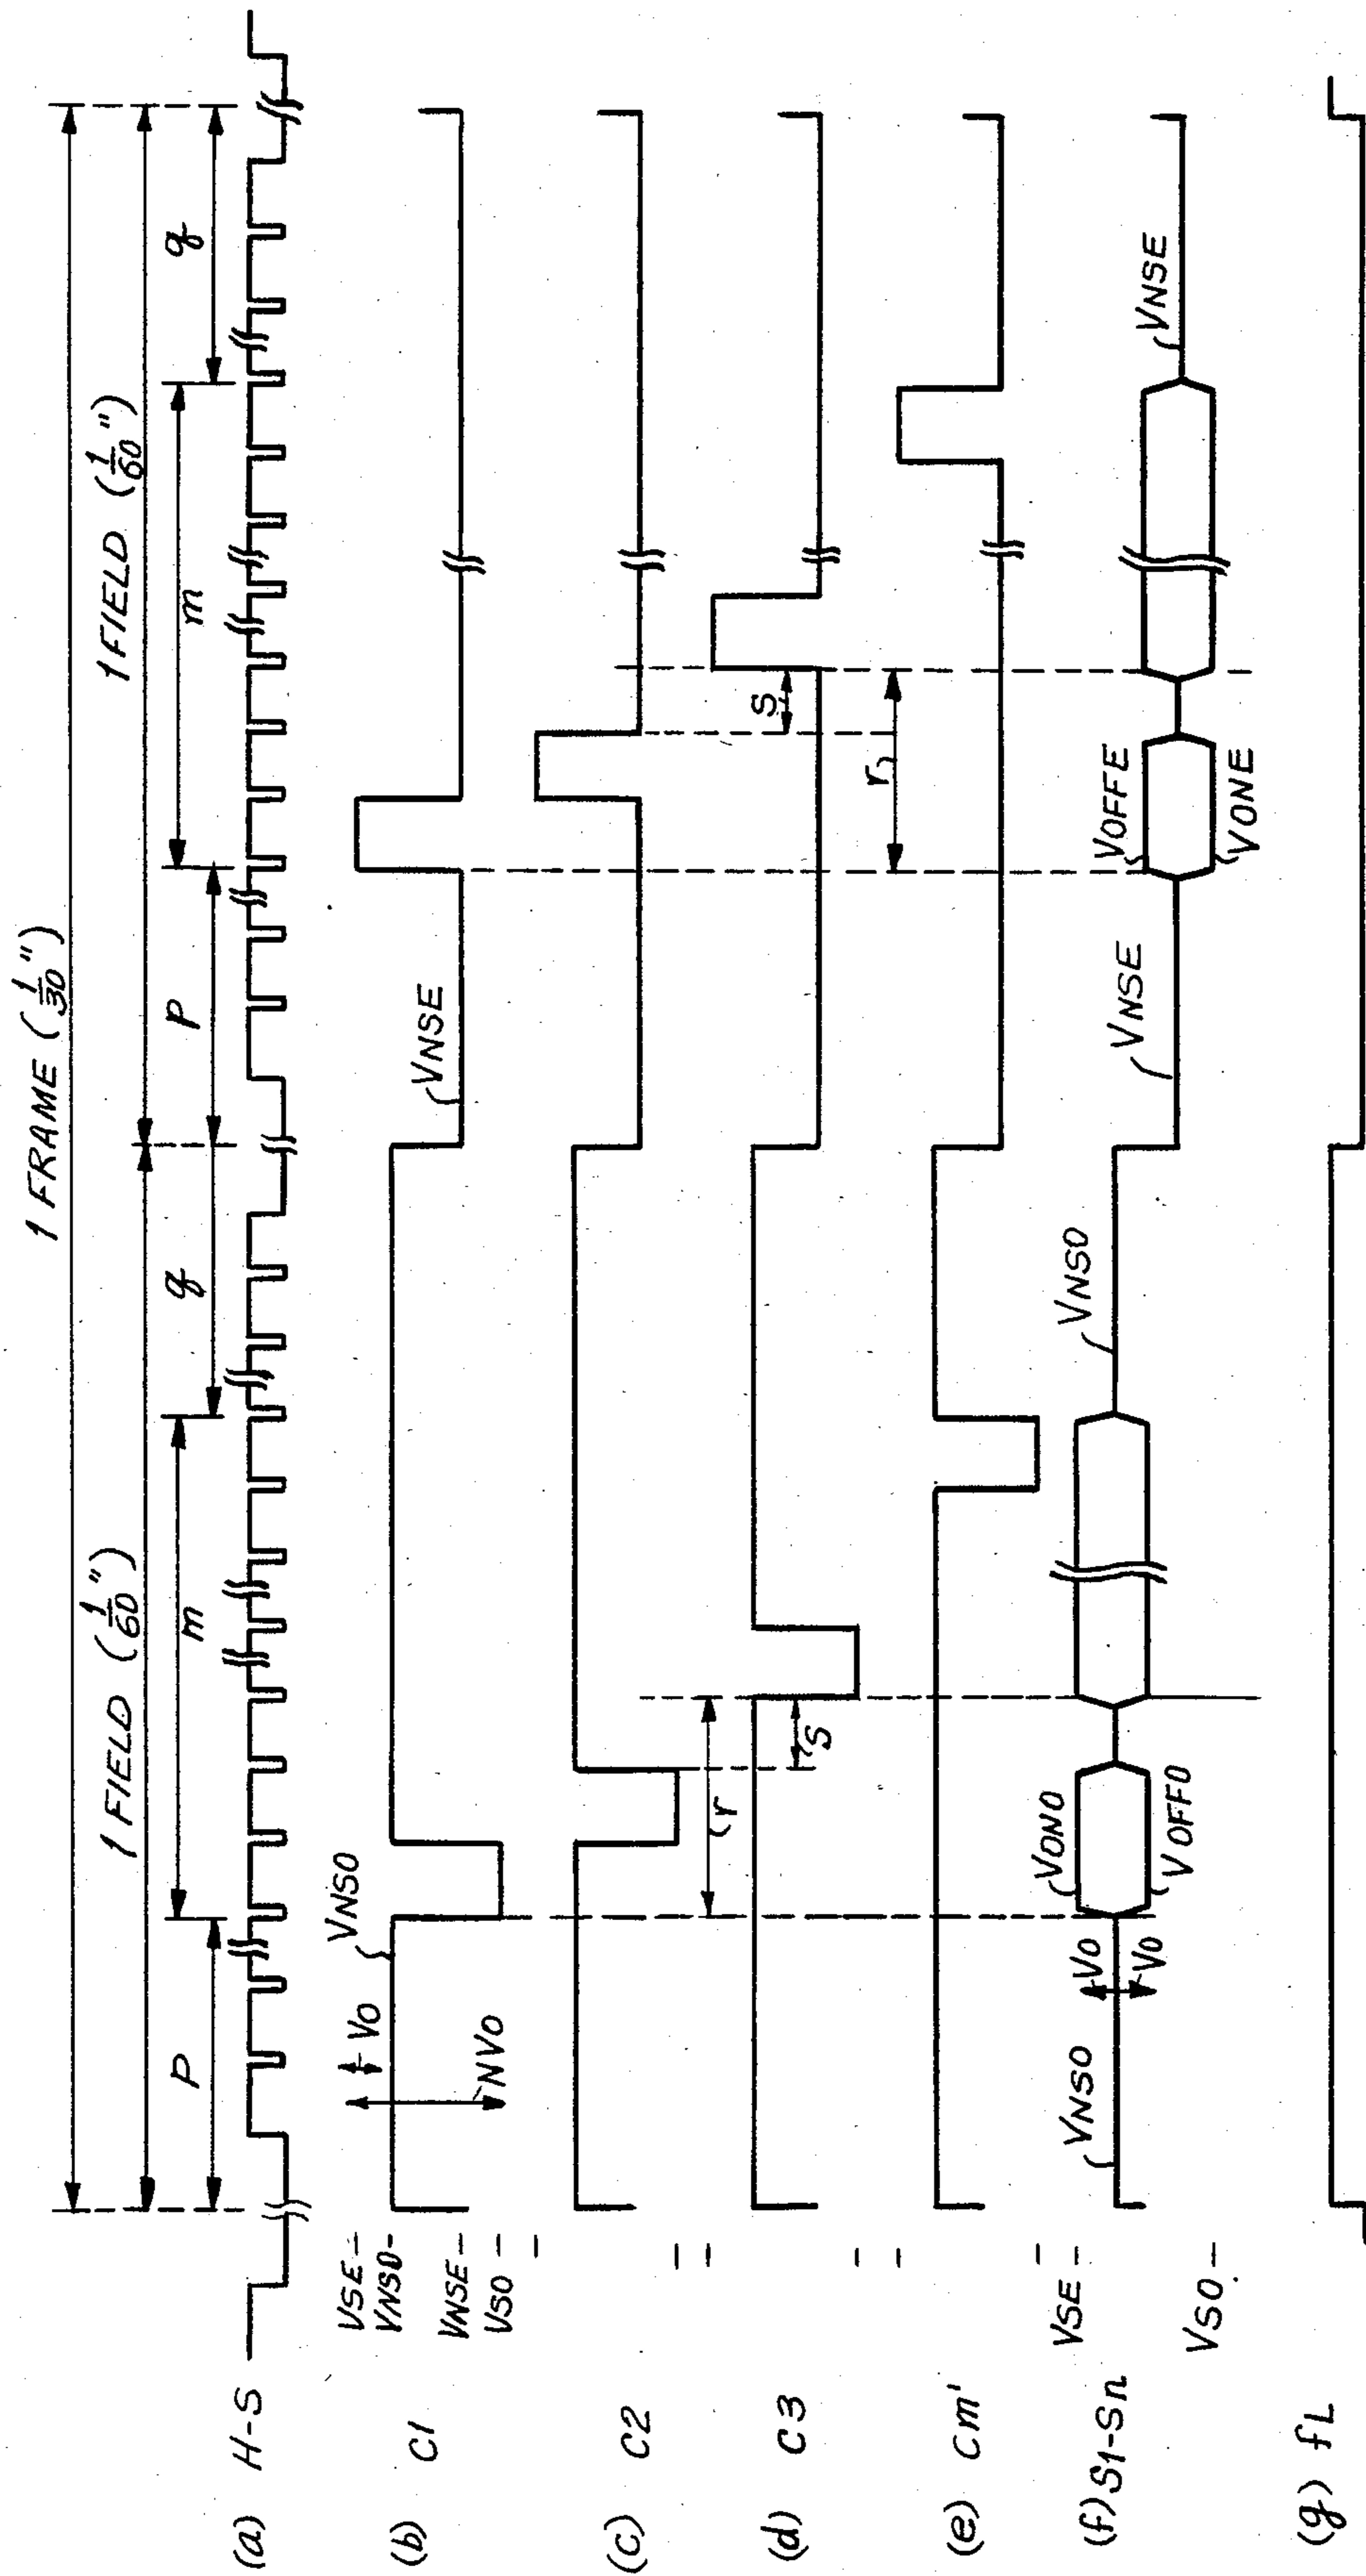 1 FRAME (1/30")
1 FIELD (1/60")
1 FIELD (1/60")
P
m
q
P
m
q
(a) H-S
(b) C1
VSE
VNSO
VNSE
VSO
VO
NVO
VNSO
VNSE
(c) C2
r
S
r
S
(d) C3
(e) Cm'
(f) S1-Sn
VSE
VSO
VNSO
VO
VO
VONO
VOFFO
VNSO
VNSE
VOFFE
VONE
VNSE
(g) fL